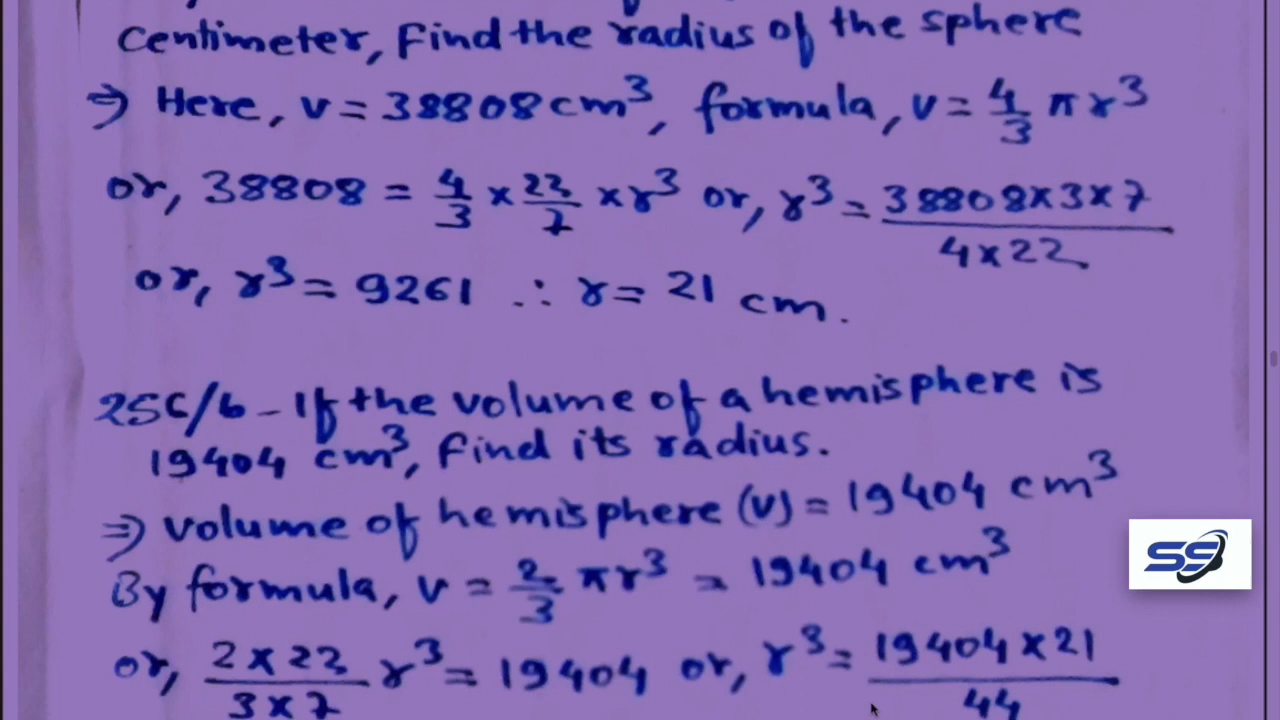 centimeter, Find the radius of the sphere
⇒ Here, v = 38808 cm³, formula, v = 4/3 π r³
or, 38808 = 4/3 × 22/7 × r³ or, r³ = 38808×3×7 / 4×22
or, r³ = 9261 ∴ r = 21 cm.
25C/6 - If the volume of a hemisphere is
19404 cm³, Find its radius.
⇒ Volume of hemisphere (v) = 19404 cm³
By formula, v = 2/3 π r³ = 19404 cm³
or, 2×22 / 3×7 r³ = 19404 or, r³ = 19404×21 / 44
SS